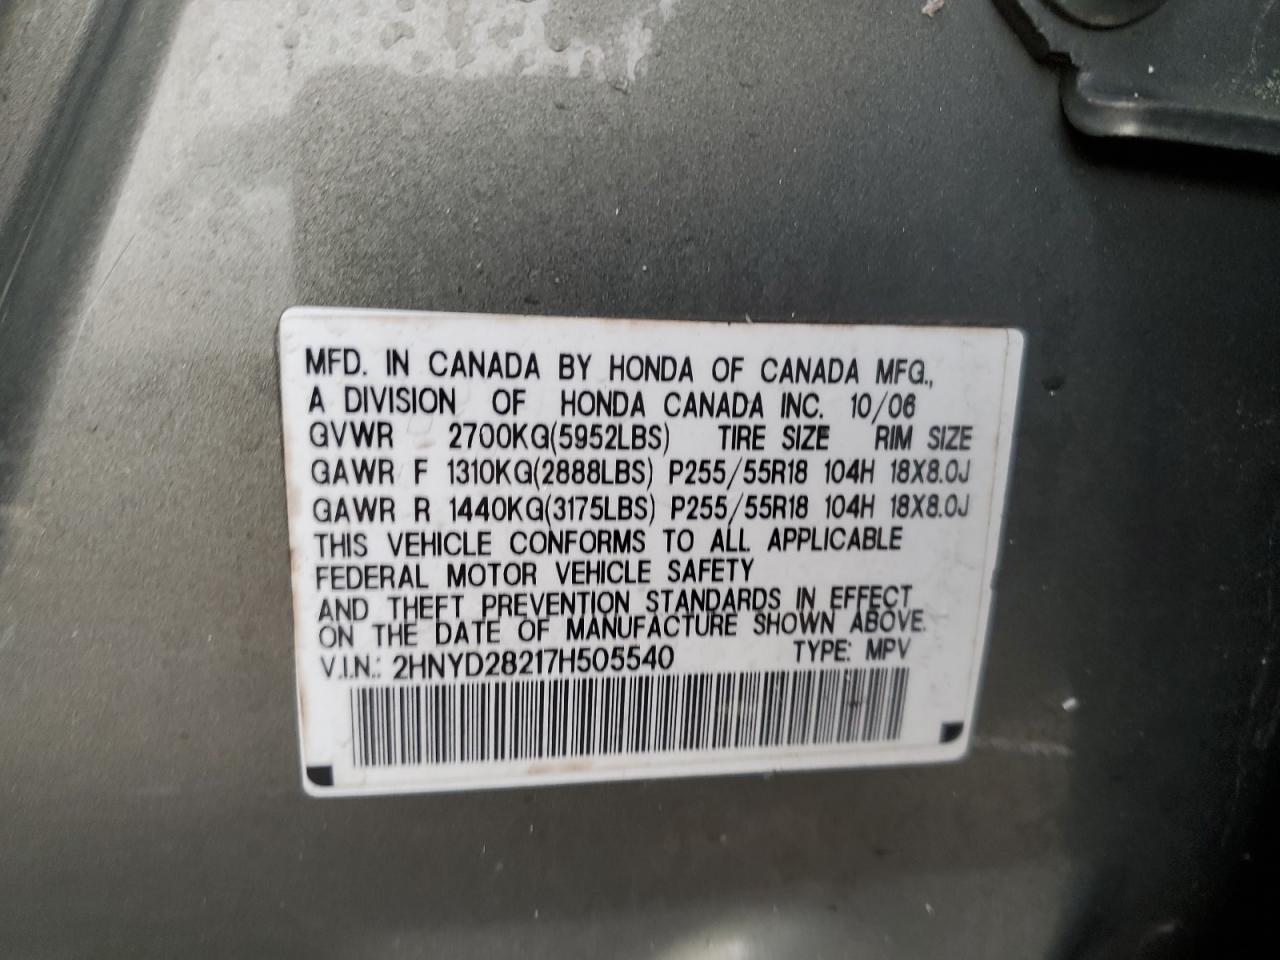 MFD. IN CANADA BY HONDA OF CANADA MFG.,
A DIVISION OF HONDA CANADA INC. 10/06
GVWR 2700KG(5952LBS) TIRE SIZE RIM SIZE
GAWR F 1310KG(2888LBS) P255/55R18 104H 18X8.0J
GAWR R 1440KG(3175LBS) P255/55R18 104H 18X8.0J
THIS VEHICLE CONFORMS TO ALL APPLICABLE
FEDERAL MOTOR VEHICLE SAFETY
AND THEFT PREVENTION STANDARDS IN EFFECT
ON THE DATE OF MANUFACTURE SHOWN ABOVE.
V.I.N.: 2HNYD28217H505540 TYPE: MPV